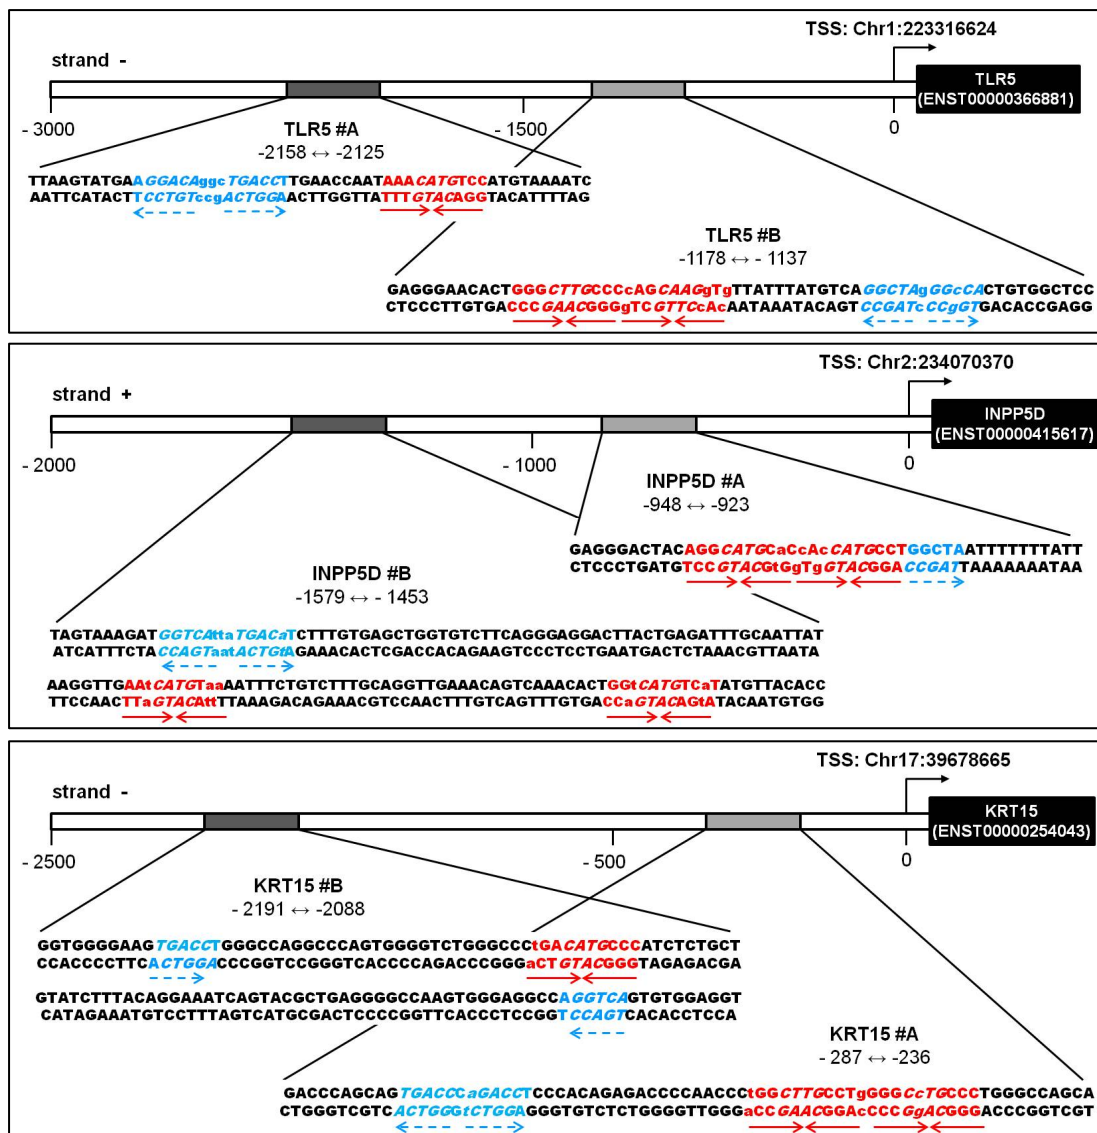 TSS: Chr1:223316624
strand -
TLR5
(ENST00000366881)
- 3000
-1500
0
TLR5 #A
-2158 ↔ -2125
TTAAGTATGAAGGACAggcTGACCTTGAACCAATAAACATGTCCATGTAAAATC
AATTCATACTTCCTGTccgACTGGAACTTGGTTATTTGTACAGGTACATTTTAG
TLR5 #B
-1178 ↔ - 1137
GAGGGAACACTGGGCTTGCCCcAGCAAGgTgTTATTTATGTCAGGCTAgGGcCACTGTGGCTCC
CTCCCTTGTGACCCGAACGGGgTCGTTCcAcAATAAATACAGTCCGATcCCgGTGACACCGAGG
TSS: Chr2:234070370
strand +
INPP5D
(ENST00000415617)
- 2000
- 1000
0
INPP5D #A
-948 ↔ -923
GAGGGACTACAGGCATGCaCcAcCATGCCTGGCTAATTTTTTTATT
CTCCCTGATGTCCGTACGtGgTgGTACGGACCGATTAAAAAAATAA
INPP5D #B
-1579 ↔ - 1453
TAGTAAAGATGGTCAttaTGACaTCTTTGTGAGCTGGTGTCTTCAGGGAGGACTTACTGAGATTTGCAATTAT
ATCATTTCTACCAGTaatACTGtAGAAACACTCGACCACAGAAGTCCCTCCTGAATGACTCTAAACGTTAATA
AAGGTTGAAtCATGTaaAATTTCTGTCTTTGCAGGTTGAAACAGTCAAACACTGGtCATGTCaTATGTTACACC
TTCCAACTTaGTACAttTTAAAGACAGAAACGTCCAACTTTGTCAGTTTGTGACCaGTACAGtATACAATGTGG
TSS: Chr17:39678665
strand -
KRT15
(ENST00000254043)
- 2500
- 500
0
KRT15 #B
- 2191 ↔ -2088
GGTGGGGAAGTGACCTGGGCCAGGCCCAGTGGGGTCTGGGCCCtGACATGCCCATCTCTGCT
CCACCCCTTCACTGGACCCGGTCCGGGTCACCCCAGACCCGGGaCTGTACGGGTAGAGACGA
GTATCTTTACAGGAAATCAGTACGCTGAGGGGCCAAGTGGGAGGCCAGGTCAGTGTGGAGGT
CATAGAAATGTCCTTTAGTCATGCGACTCCCCGGTTCACCCTCCGGTCCAGTCACACCTCCA
KRT15 #A
- 287 ↔ -236
GACCCAGCAGTGACCCaGACCTCCCACAGAGACCCCAACCCtGGCTTGCCTgGGGCcTGCCCTGGGCCAGCA
CTGGGTCGTCACTGGGtCTGGAGGGTGTCTCTGGGGTTGGGaCCGAACGGAcCCCGgACGGGACCCGGTCGT